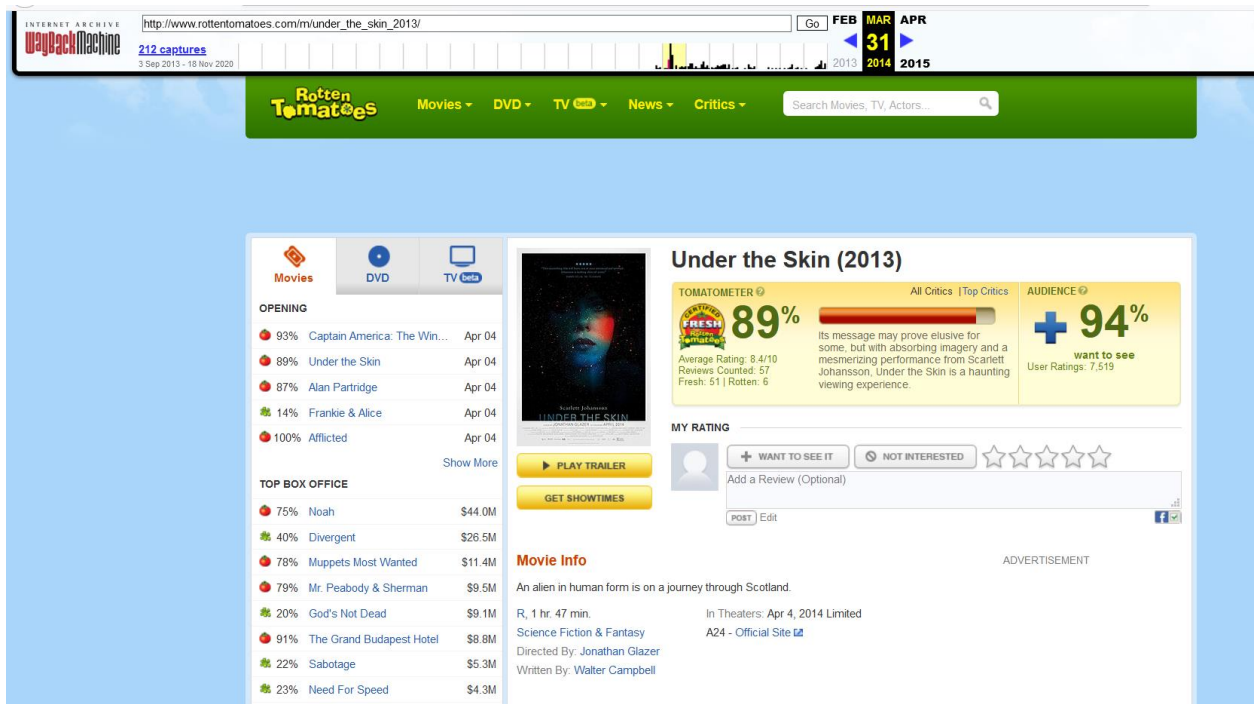 INTERNET ARCHIVE
WayBackMachine
http://www.rottentomatoes.com/m/under_the_skin_2013/
Go
FEB MAR APR
212 captures
31
3 Sep 2013 - 18 Nov 2020
2013 2014 2015
Rotten Tomatoes
Movies DVD TV beta News Critics
Search Movies, TV, Actors...
Movies
DVD
TV beta
OPENING
93% Captain America: The Win... Apr 04
89% Under the Skin Apr 04
87% Alan Partridge Apr 04
14% Frankie & Alice Apr 04
100% Afflicted Apr 04
Show More
TOP BOX OFFICE
75% Noah $44.0M
40% Divergent $26.5M
78% Muppets Most Wanted $11.4M
79% Mr. Peabody & Sherman $9.5M
20% God's Not Dead $9.1M
91% The Grand Budapest Hotel $8.8M
22% Sabotage $5.3M
23% Need For Speed $4.3M
Scarlett Johansson
UNDER THE SKIN
PLAY TRAILER
GET SHOWTIMES
Under the Skin (2013)
TOMATOMETER
All Critics | Top Critics
CERTIFIED FRESH Rotten Tomatoes
89%
Average Rating: 8.4/10
Reviews Counted: 57
Fresh: 51 | Rotten: 6
Its message may prove elusive for
some, but with absorbing imagery and a
mesmerizing performance from Scarlett
Johansson, Under the Skin is a haunting
viewing experience.
AUDIENCE
94%
want to see
User Ratings: 7,519
MY RATING
WANT TO SEE IT
NOT INTERESTED
Add a Review (Optional)
POST Edit
Movie Info
ADVERTISEMENT
An alien in human form is on a journey through Scotland.
R, 1 hr. 47 min.
Science Fiction & Fantasy
Directed By: Jonathan Glazer
Written By: Walter Campbell
In Theaters: Apr 4, 2014 Limited
A24 - Official Site